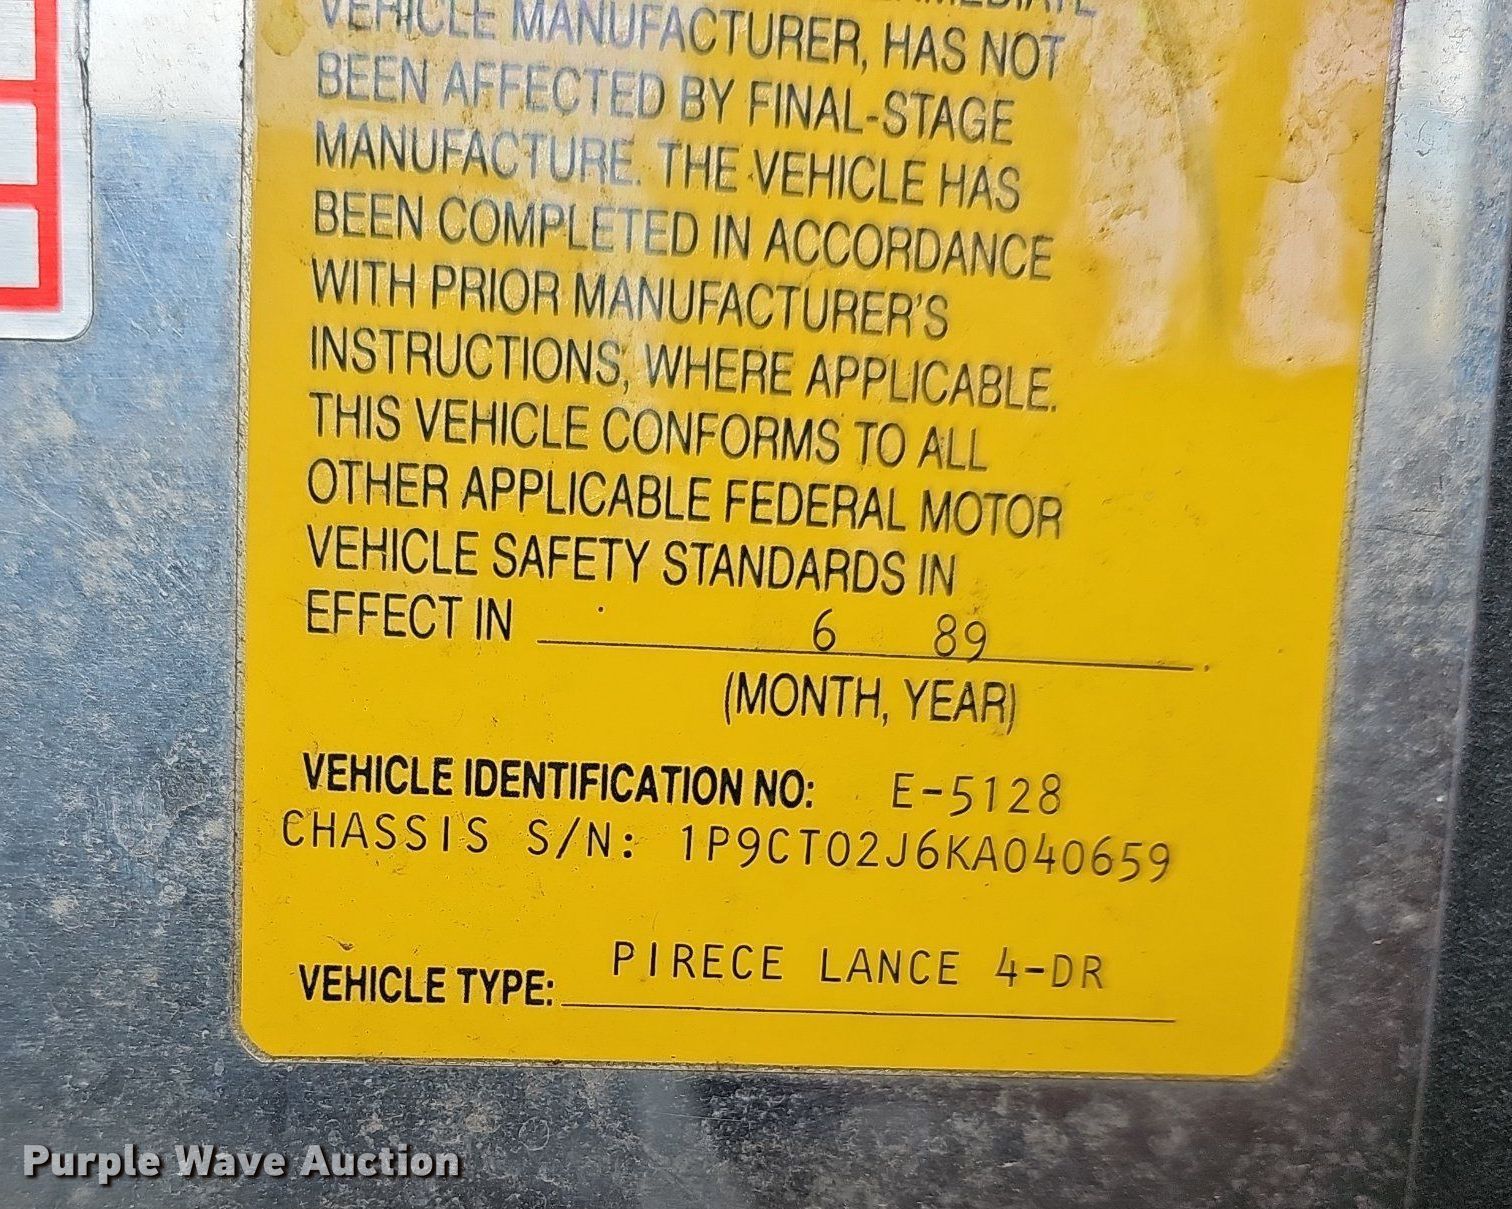 VEHICLE MANUFACTURER, HAS NOT
BEEN AFFECTED BY FINAL-STAGE
MANUFACTURE. THE VEHICLE HAS
BEEN COMPLETED IN ACCORDANCE
WITH PRIOR MANUFACTURER'S
INSTRUCTIONS, WHERE APPLICABLE.
THIS VEHICLE CONFORMS TO ALL
OTHER APPLICABLE FEDERAL MOTOR
VEHICLE SAFETY STANDARDS IN
EFFECT IN 6 89.
(MONTH, YEAR)
VEHICLE IDENTIFICATION NO: E-5128
CHASSIS S/N: 1P9CT02J6KA040659
VEHICLE TYPE: PIRECE LANCE 4-DR
Purple Wave Auction